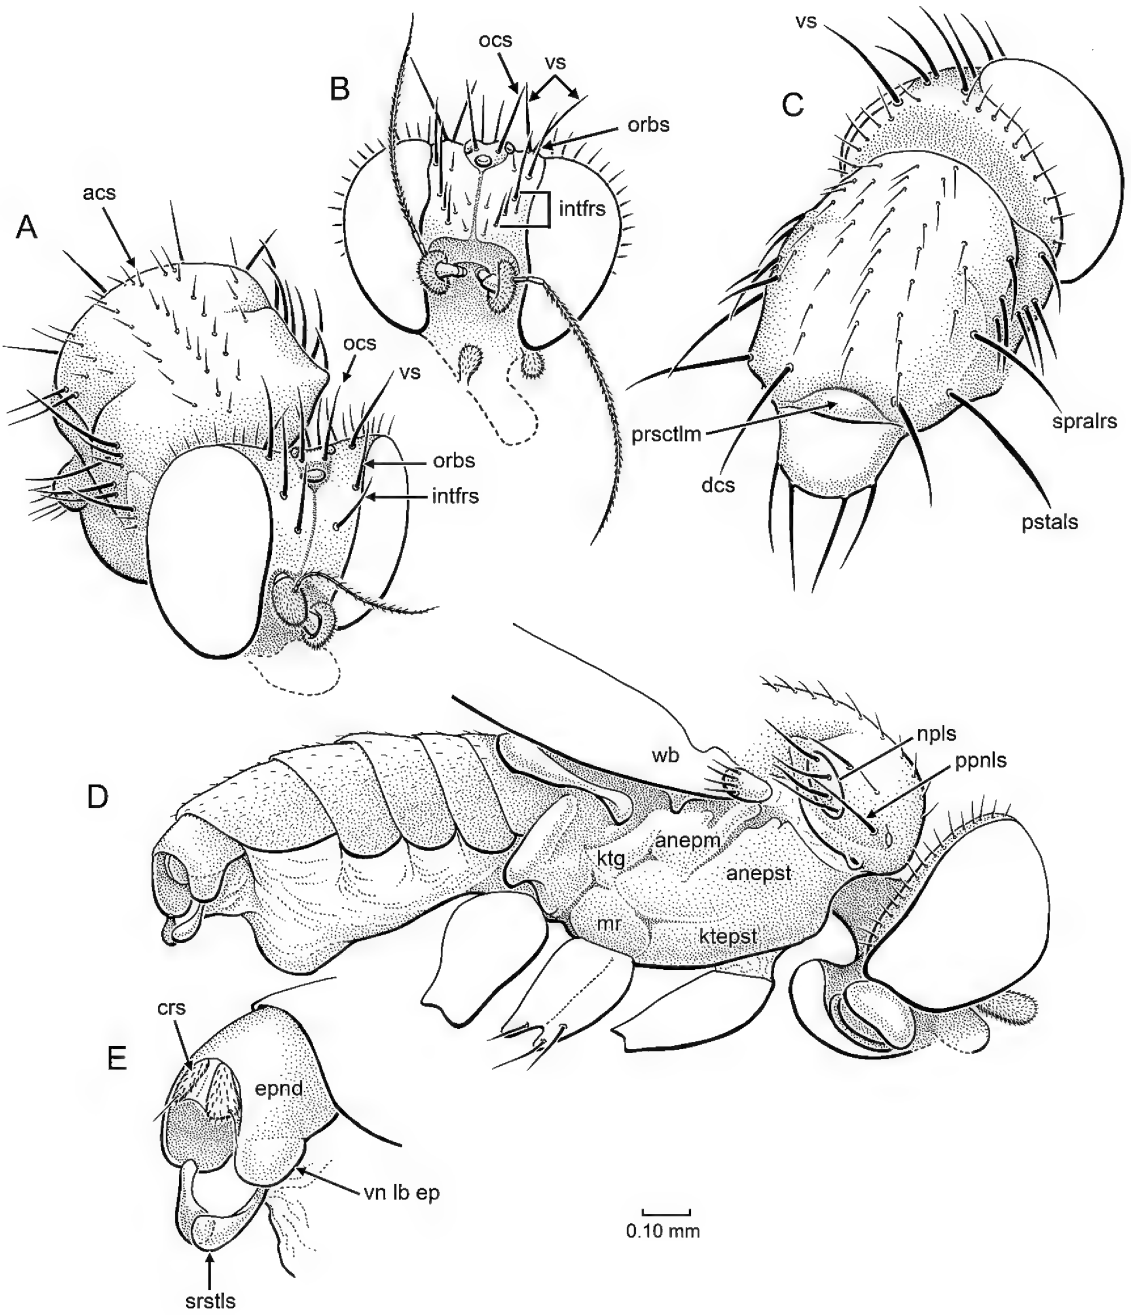 A
acs
ocs
vs
orbs
intfrs
B
ocs
vs
orbs
intfrs
C
vs
prsctlm
dcs
spralrs
pstals
D
wb
npls
ppnls
anepm
ktg
anepst
mr
ktepst
E
crs
epnd
vn lb ep
srstls
0.10 mm